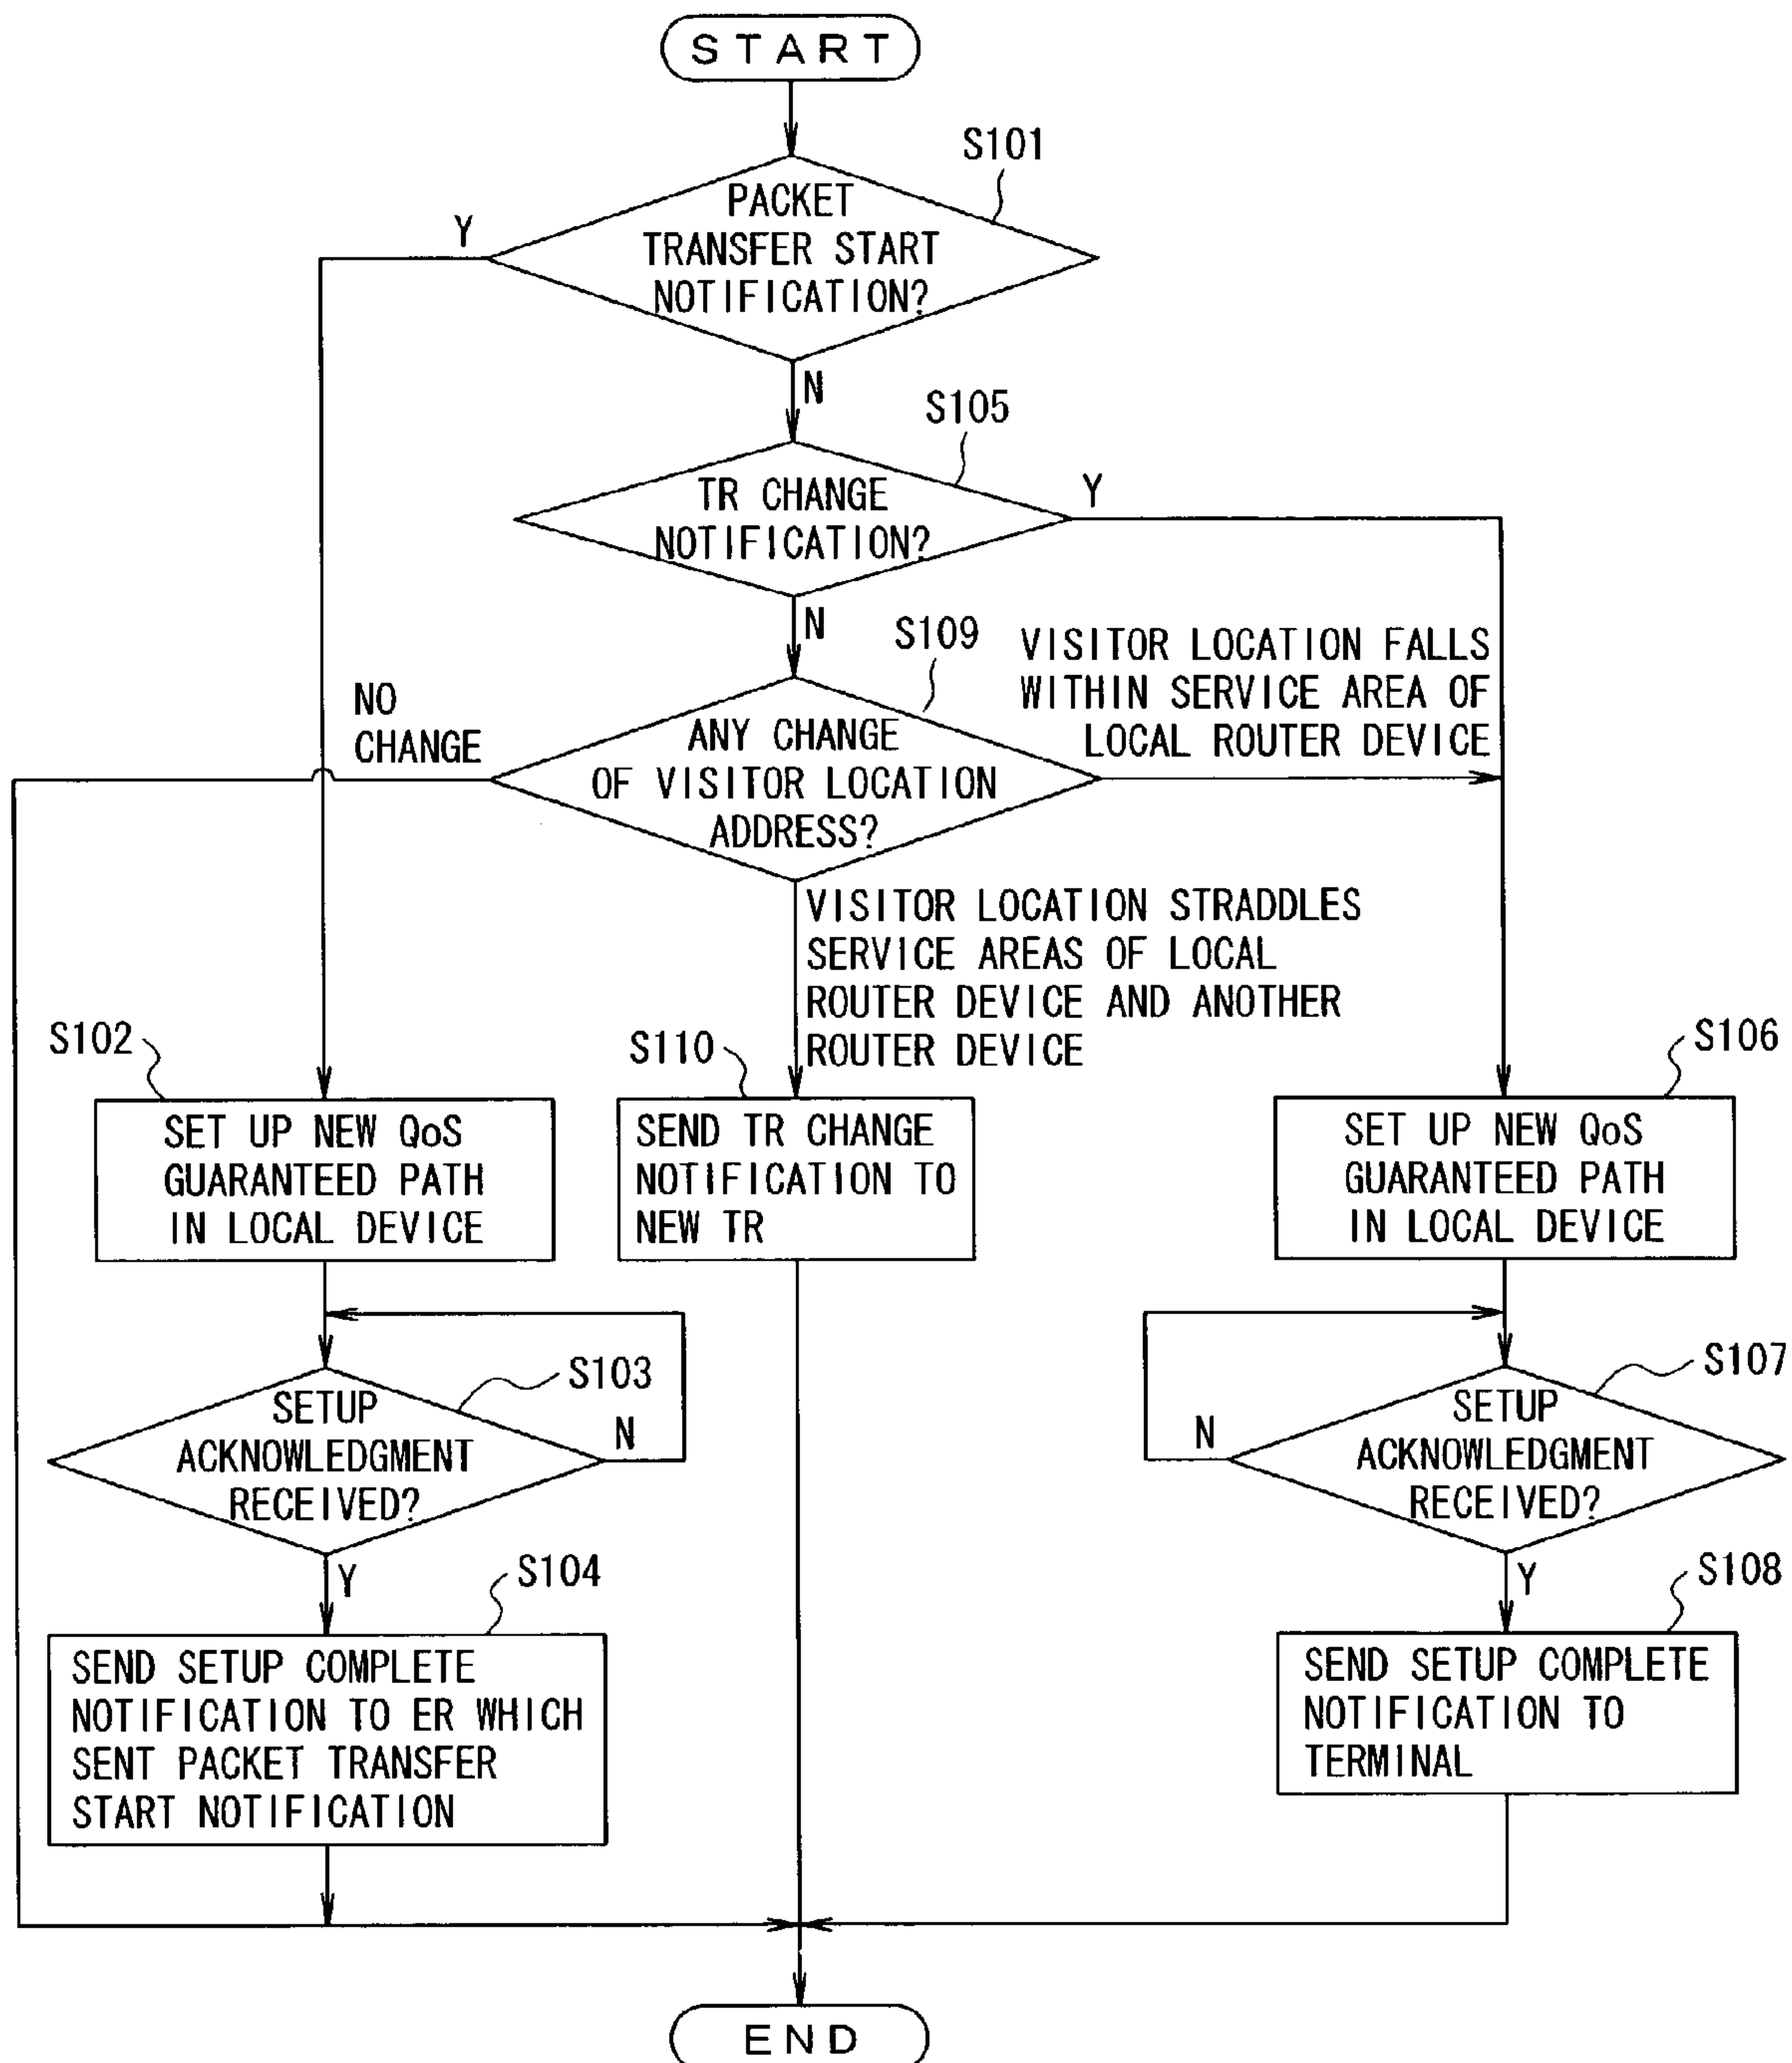 START
S101
PACKET
TRANSFER START
NOTIFICATION?
Y
N
S105
TR CHANGE
NOTIFICATION?
Y
N
S109
ANY CHANGE
OF VISITOR LOCATION
ADDRESS?
NO
CHANGE
VISITOR LOCATION FALLS
WITHIN SERVICE AREA OF
LOCAL ROUTER DEVICE
VISITOR LOCATION STRADDLES
SERVICE AREAS OF LOCAL
ROUTER DEVICE AND ANOTHER
ROUTER DEVICE
S102
SET UP NEW QoS
GUARANTEED PATH
IN LOCAL DEVICE
S110
SEND TR CHANGE
NOTIFICATION TO
NEW TR
S106
SET UP NEW QoS
GUARANTEED PATH
IN LOCAL DEVICE
S103
SETUP
ACKNOWLEDGMENT
RECEIVED?
N
Y
S107
SETUP
ACKNOWLEDGMENT
RECEIVED?
N
Y
S104
SEND SETUP COMPLETE
NOTIFICATION TO ER WHICH
SENT PACKET TRANSFER
START NOTIFICATION
S108
SEND SETUP COMPLETE
NOTIFICATION TO
TERMINAL
END